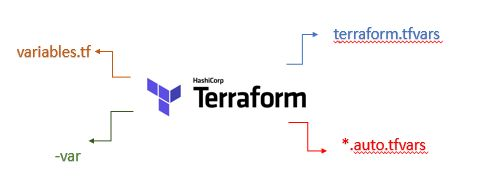 variables.tf
terraform.tfvars
HashiCorp
Terraform
-var
*.auto.tfvars